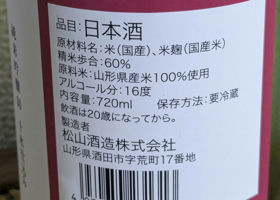 品目：日本酒
原材料名：米（国産）、米麹（国産米）
精米歩合：60％
原料米：山形県産米100％使用
アルコール分：16度
内容量：720ml　保存方法：要冷蔵
飲酒は20歳になってから。
製造者
松山酒造株式会社
山形県酒田市字荒町17番地